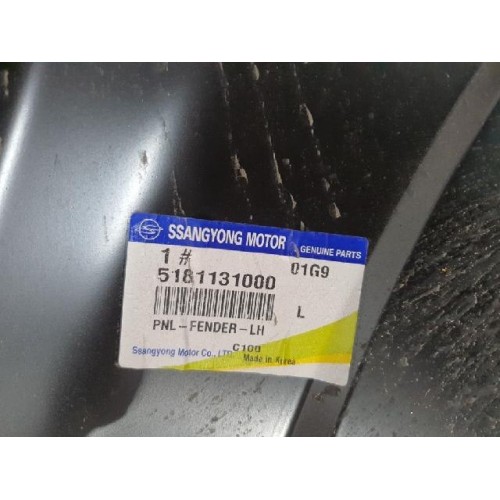 SSANGYONG MOTOR GENUINE PARTS
1 # 01G9
5181131000
L
PNL-FENDER-LH
C100
Ssangyong Motor Co., LTD. Made in Korea